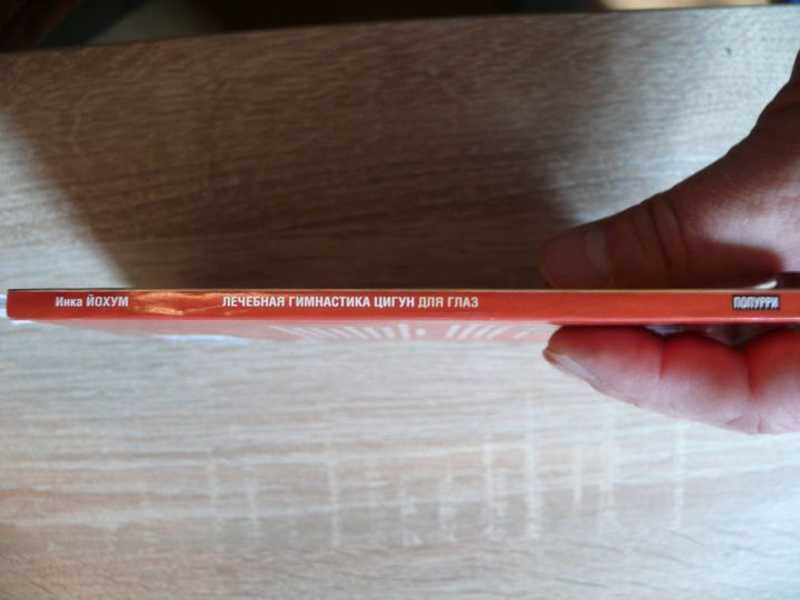 Инка ЙОХУМ ЛЕЧЕБНАЯ ГИМНАСТИКА ЦИГУН ДЛЯ ГЛАЗ ПОПУРРИ